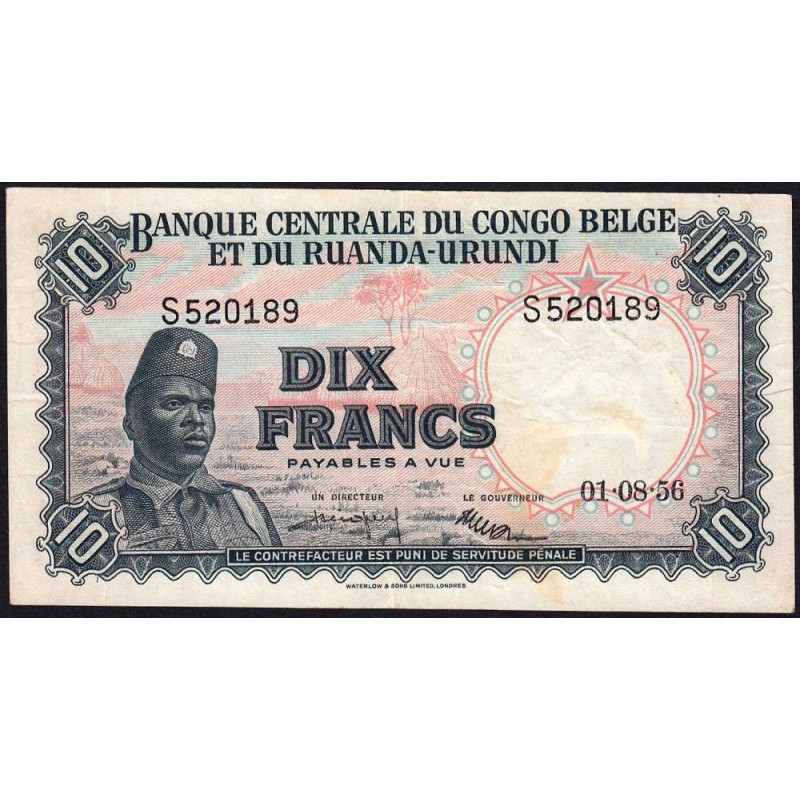 BANQUE CENTRALE DU CONGO BELGE
ET DU RUANDA-URUNDI
10 10
S520189 S520189
DIX
FRANCS
PAYABLES A VUE
UN DIRECTEUR LE GOUVERNEUR 01·08·56
10 10
LE CONTREFACTEUR EST PUNI DE SERVITUDE PÉNALE
WATERLOW & SONS LIMITED, LONDRES.